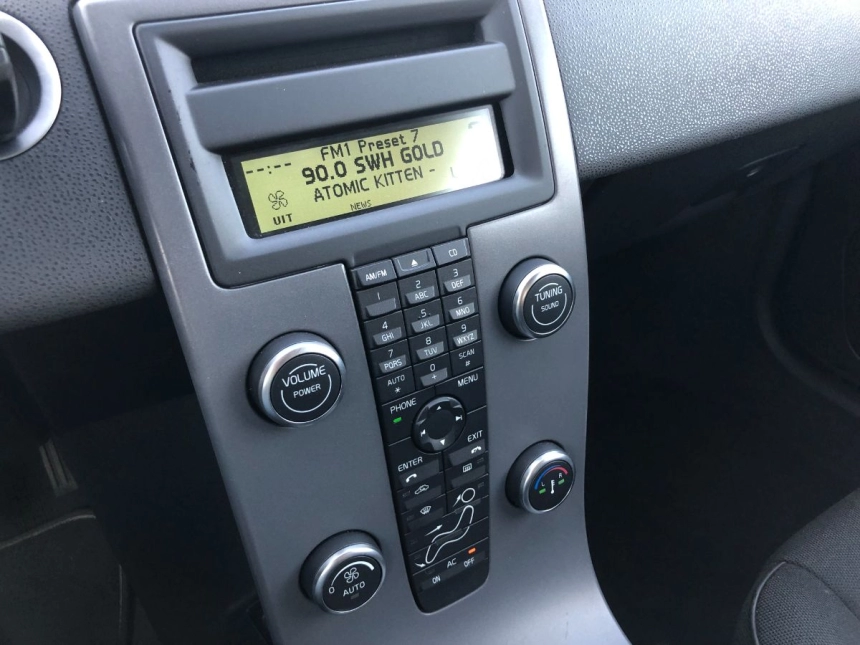 FM1 Preset 7
--:-- 90.0 SWH GOLD
ATOMIC KITTEN -
UIT NEWS
AM/FM CD
1 2 ABC 3 DEF
4 GHI 5 JKL 6 MNO
7 PQRS 8 TUV 9 WXYZ
AUTO * 0 + SCAN #
PHONE MENU
ENTER EXIT
AC
ON OFF
VOLUME
POWER
TUNING
SOUND
L R
0 AUTO